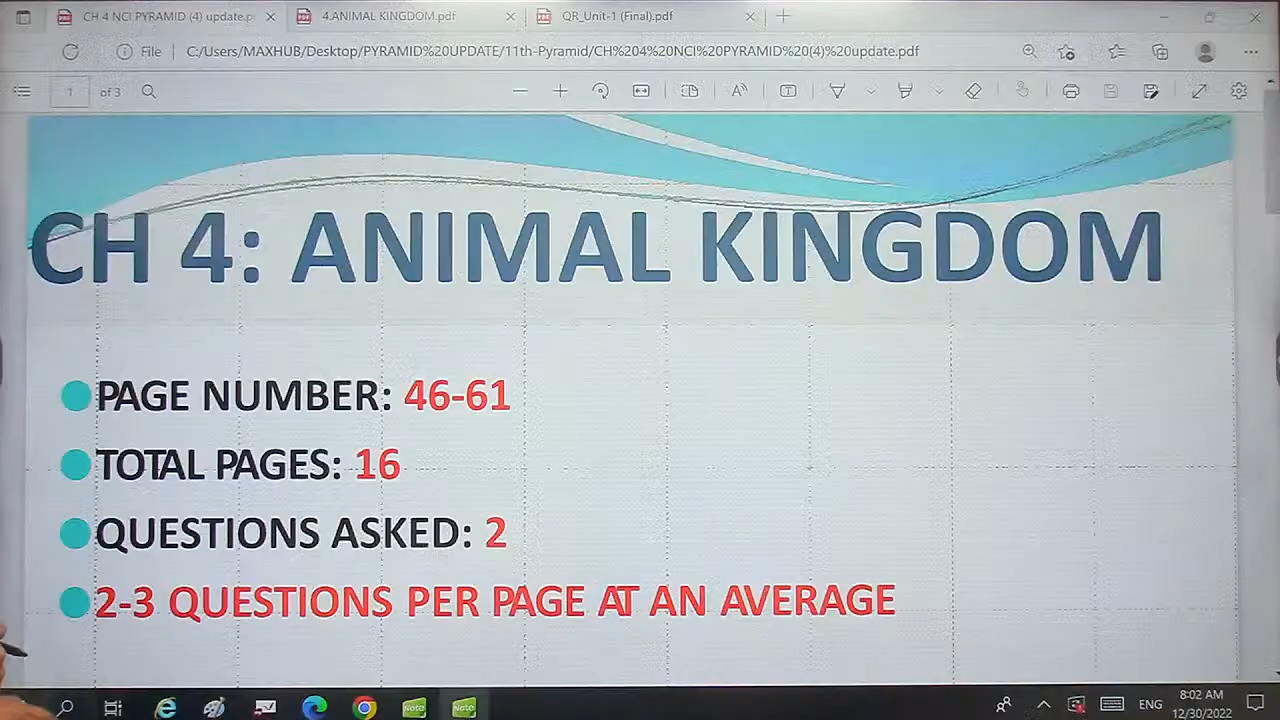 CH 4 NCI PYRAMID (4) update.p
4.ANIMAL KINGDOM.pdf
QR_Unit-1 (Final).pdf
File
C:/Users/MAXHUB/Desktop/PYRAMID%20UPDATE/11th-Pyramid/CH%204%20NCI%20PYRAMID%20(4)%20update.pdf
1 of 3
CH 4: ANIMAL KINGDOM
PAGE NUMBER: 46-61
TOTAL PAGES: 16
QUESTIONS ASKED: 2
2-3 QUESTIONS PER PAGE AT AN AVERAGE
Note Note
ENG
8:02 AM
12/30/2022